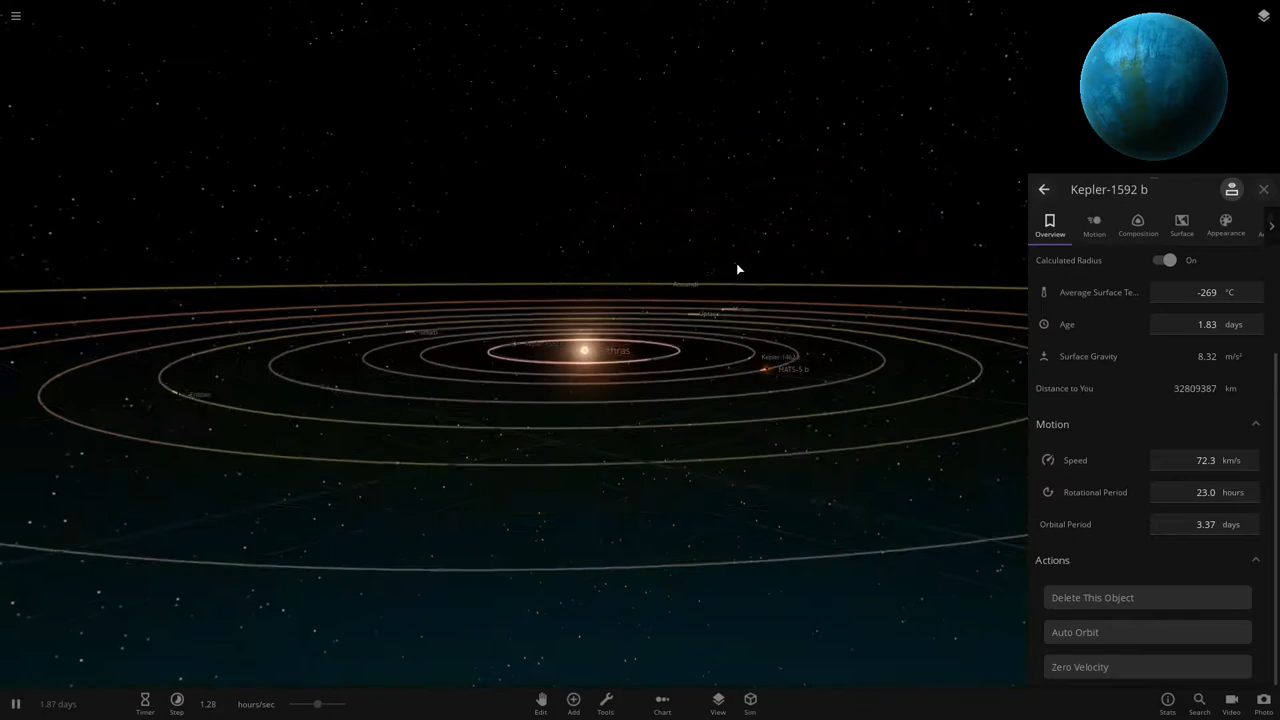 Kepler-1592 b
Overview
Motion
Composition
Surface
Appearance
Calculated Radius
On
Average Surface Te...
-269 °C
Age
1.83 days
Surface Gravity
8.32 m/s²
Distance to You
32809387 km
Motion
Speed
72.3 km/s
Rotational Period
23.0 hours
Orbital Period
3.37 days
Actions
Delete This Object
Auto Orbit
Zero Velocity
HATS-5 b
1.87 days
Timer
Step
1.28
hours/sec
Edit
Add
Tools
Chart
View
Sim
Stats
Search
Video
Photo